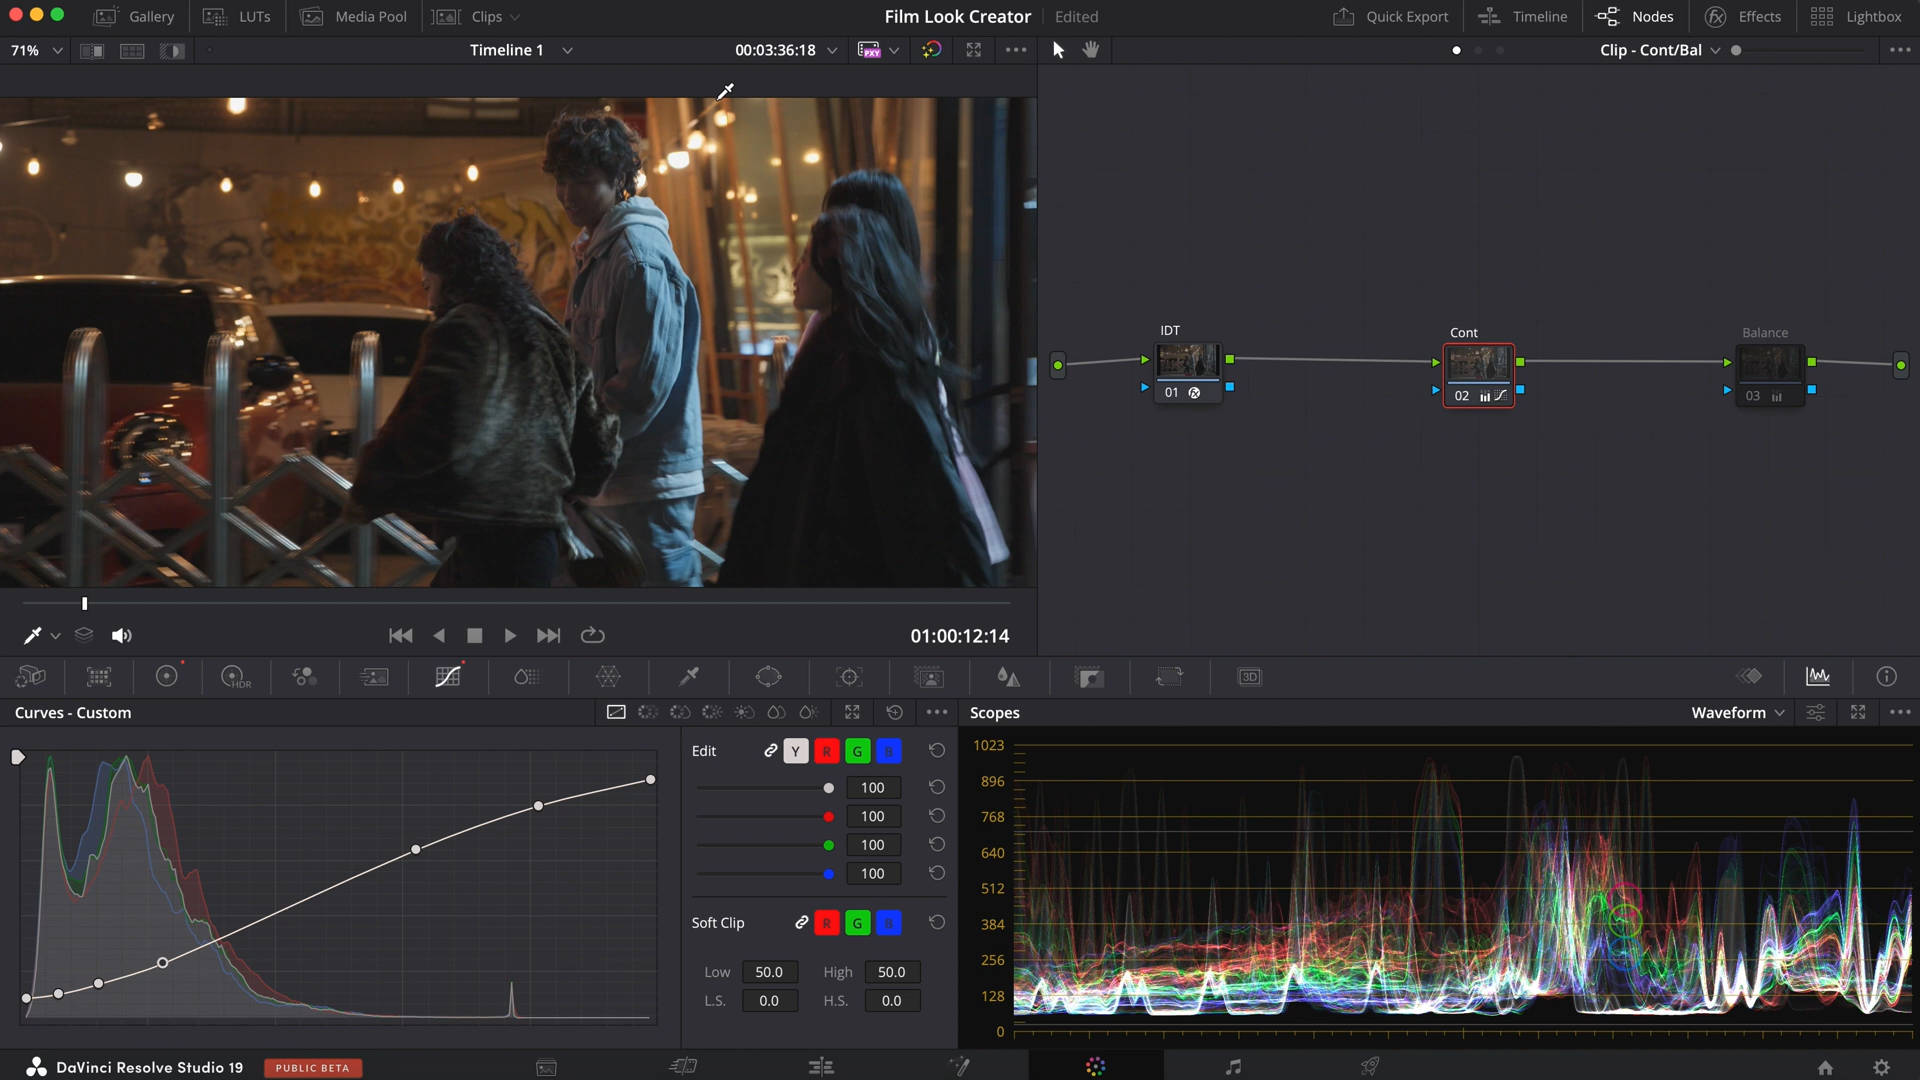 Gallery LUTs Media Pool Clips Film Look Creator Edited Quick Export Timeline Nodes Effects Lightbox
71% Timeline 1 00:03:36:18 PXY Clip - Cont/Bal
IDT Cont Balance
01 02 03
01:00:12:14
HDR 3D
Curves - Custom Scopes Waveform
Edit Y R G B
100
100
100
100
Soft Clip R G B
Low 50.0 High 50.0
L.S. 0.0 H.S. 0.0
1023
896
768
640
512
384
256
128
0
DaVinci Resolve Studio 19 PUBLIC BETA